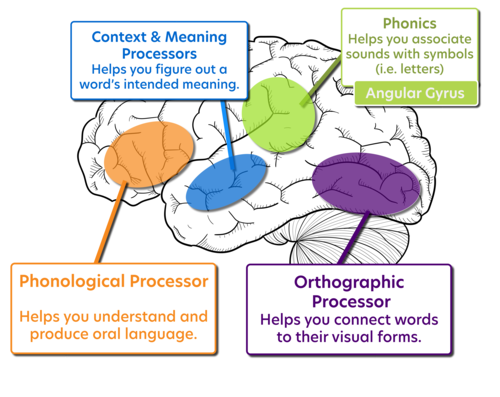 Context & Meaning
Processors
Helps you figure out a
word's intended meaning.
Phonics
Helps you associate
sounds with symbols
(i.e. letters)
Angular Gyrus
Phonological Processor
Helps you understand and
produce oral language.
Orthographic
Processor
Helps you connect words
to their visual forms.